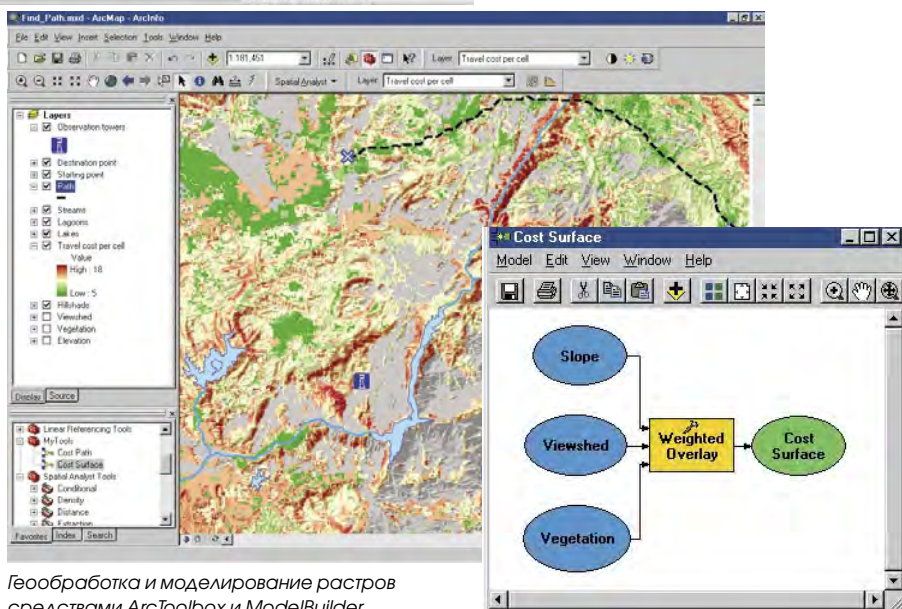 Find_Path.mxd - ArcMap - ArcInfo
File Edit View Insert Selection Tools Window Help
1:181,451
Layer: Travel cost per cell
Spatial Analyst
Layer: Travel cost per cell
Layers
Observation towers
Destination point
Starting point
Path
Streams
Lagoons
Lakes
Travel cost per cell
Value
High : 18
Low : 5
Hillshade
Viewshed
Vegetation
Elevation
Display Source
Linear Referencing Tools
MyTools
Cost Path
Cost Surface
Spatial Analyst Tools
Conditional
Density
Distance
Extraction
Favorites Index Search
Cost Surface
Model Edit View Window Help
Slope
Viewshed
Vegetation
Weighted
Overlay
Cost
Surface
Геообработка и моделирование растров
средствами ArcToolbox и ModelBuilder